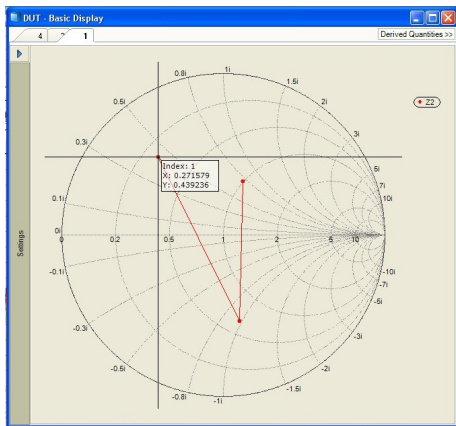 DUT - Basic Display
4
1
Derived Quantities >>
Settings
Z2
1i
0.8i
1.5i
0.5i
2i
0.3i
3i
5i
7i
10i
0.1i
Index: 1
X: 0.271579
Y: 0.439236
0i
0
0.2
0.5
1
2
5
10
-0.1i
-10i
-7i
-5i
-0.3i
-3i
-0.5i
-2i
-0.8i
-1i
-1.5i